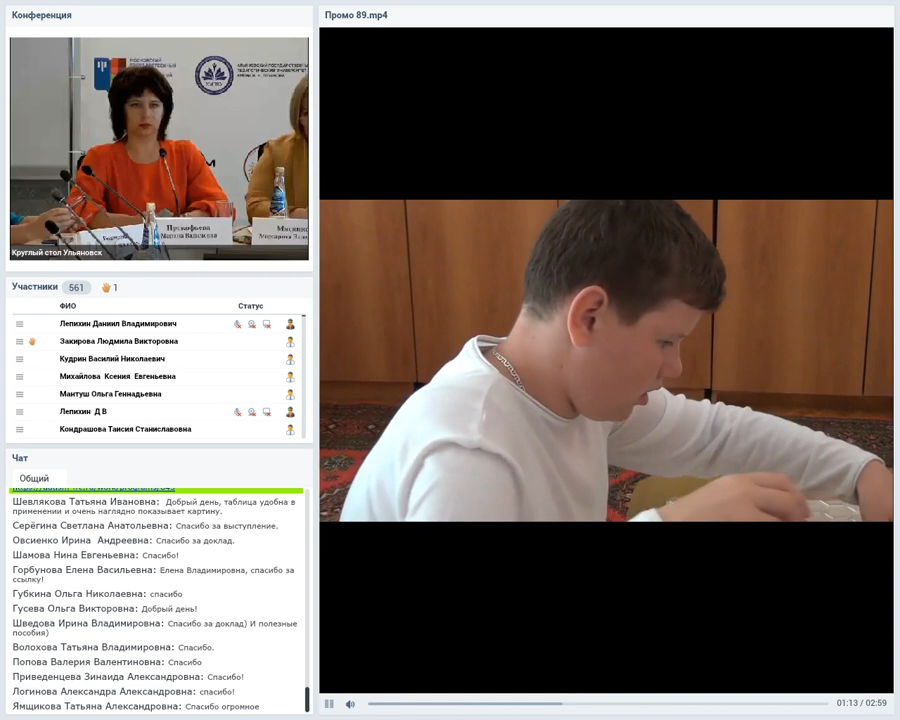 Конференция
МОСКОВСКИЙ
ГОСУДАРСТВЕННЫЙ
Круглый стол Ульяновск
Участники 561 1
ФИО Статус
Лепихин Даниил Владимирович
Закирова Людмила Викторовна
Кудрин Василий Николаевич
Михайлова Ксения Евгеньевна
Мантуш Ольга Геннадьевна
Лепихин Д В
Кондрашова Таисия Станиславовна
Чат
Общий
Шевлякова Татьяна Ивановна: Добрый день, таблица удобна в
применении и очень наглядно показывает картину.
Серёгина Светлана Анатольевна: Спасибо за выступление.
Овсиенко Ирина Андреевна: Спасибо за доклад.
Шамова Нина Евгеньевна: Спасибо!
Горбунова Елена Васильевна: Елена Владимировна, спасибо за
ссылку!
Губкина Ольга Николаевна: спасибо
Гусева Ольга Викторовна: Добрый день!
Шведова Ирина Владимировна: Спасибо за доклад) И полезные
пособия)
Волохова Татьяна Владимировна: Спасибо.
Попова Валерия Валентиновна: Спасибо
Приведенцева Зинаида Александровна: Спасибо!
Логинова Александра Александровна: спасибо!
Ямщикова Татьяна Александровна: Спасибо огромное
Промо 89.mp4
01:13 / 02:59